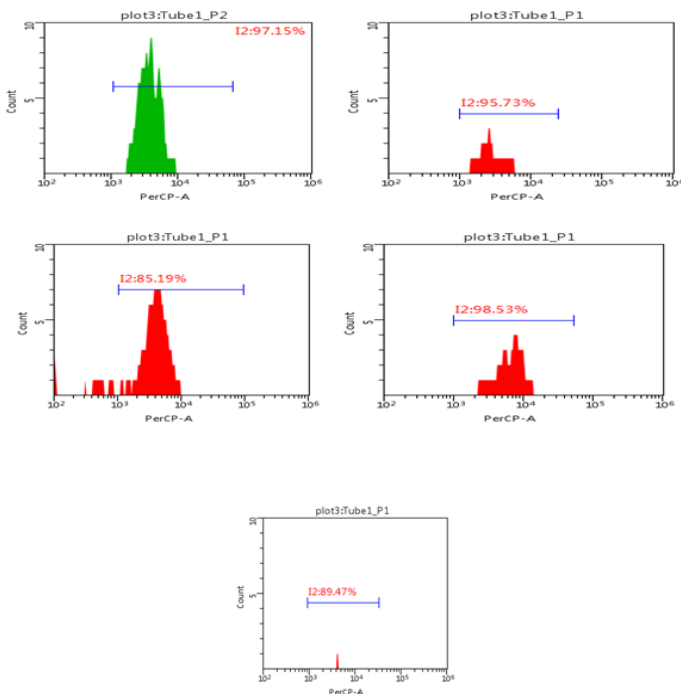 plot3:Tube1_P2
I2:97.15%
10
5
Count
10² 10³ 10⁴ 10⁵ 10⁶
PerCP-A
plot3:Tube1_P1
I2:95.73%
10
5
Count
10² 10³ 10⁴ 10⁵ 10⁶
PerCP-A
plot3:Tube1_P1
I2:85.19%
10
5
Count
10² 10³ 10⁴ 10⁵ 10⁶
PerCP-A
plot3:Tube1_P1
I2:98.53%
10
5
Count
10² 10³ 10⁴ 10⁵ 10⁶
PerCP-A
plot3:Tube1_P1
I2:89.47%
10
5
Count
10² 10³ 10⁴ 10⁵ 10⁶
PerCP-A